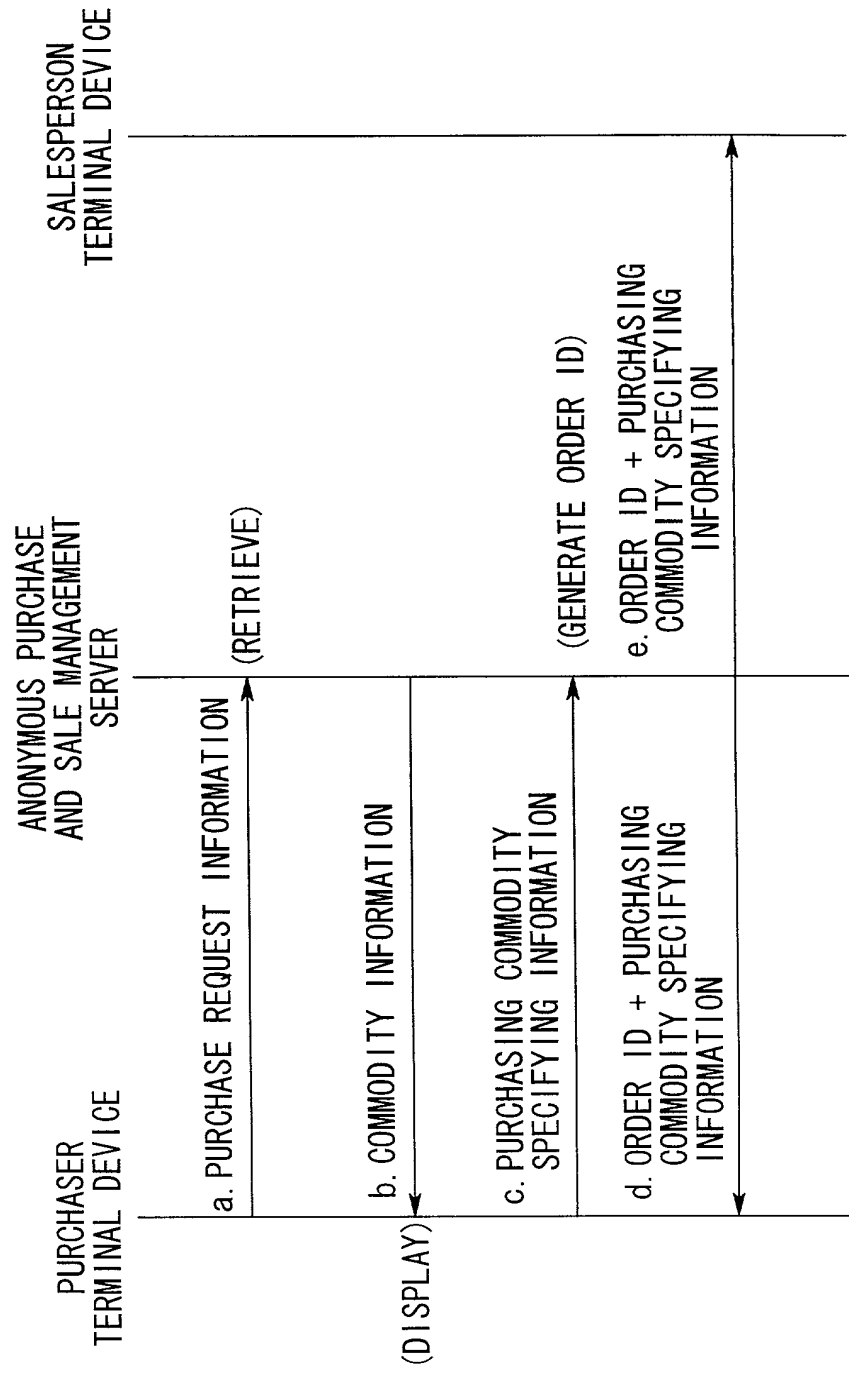 PURCHASER
TERMINAL DEVICE
ANONYMOUS PURCHASE
AND SALE MANAGEMENT
SERVER
SALESPERSON
TERMINAL DEVICE
a. PURCHASE REQUEST INFORMATION
(RETRIEVE)
b. COMMODITY INFORMATION
(DISPLAY)
c. PURCHASING COMMODITY
SPECIFYING INFORMATION
(GENERATE ORDER ID)
d. ORDER ID + PURCHASING
COMMODITY SPECIFYING
INFORMATION
e. ORDER ID + PURCHASING
COMMODITY SPECIFYING
INFORMATION